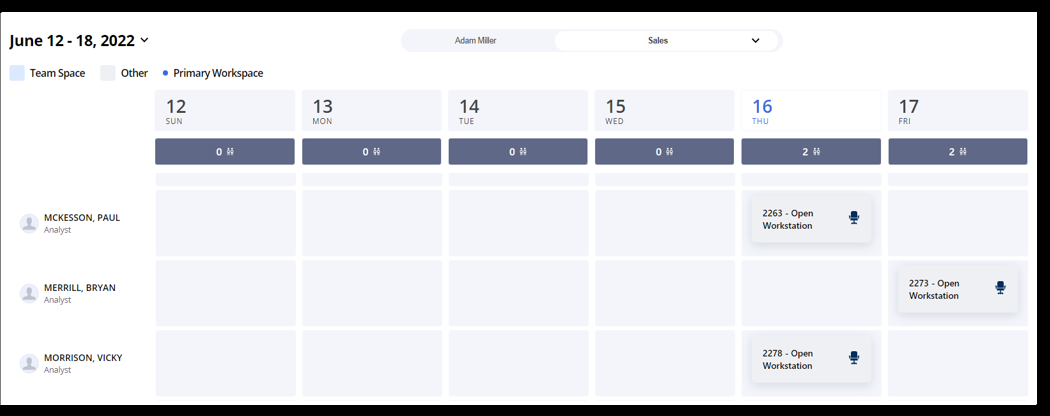 June 12 - 18, 2022
Adam Miller
Sales
Team Space
Other
Primary Workspace
12
SUN
13
MON
14
TUE
15
WED
16
THU
17
FRI
0
0
0
0
2
2
MCKESSON, PAUL
Analyst
2263 - Open
Workstation
MERRILL, BRYAN
Analyst
2273 - Open
Workstation
MORRISON, VICKY
Analyst
2278 - Open
Workstation